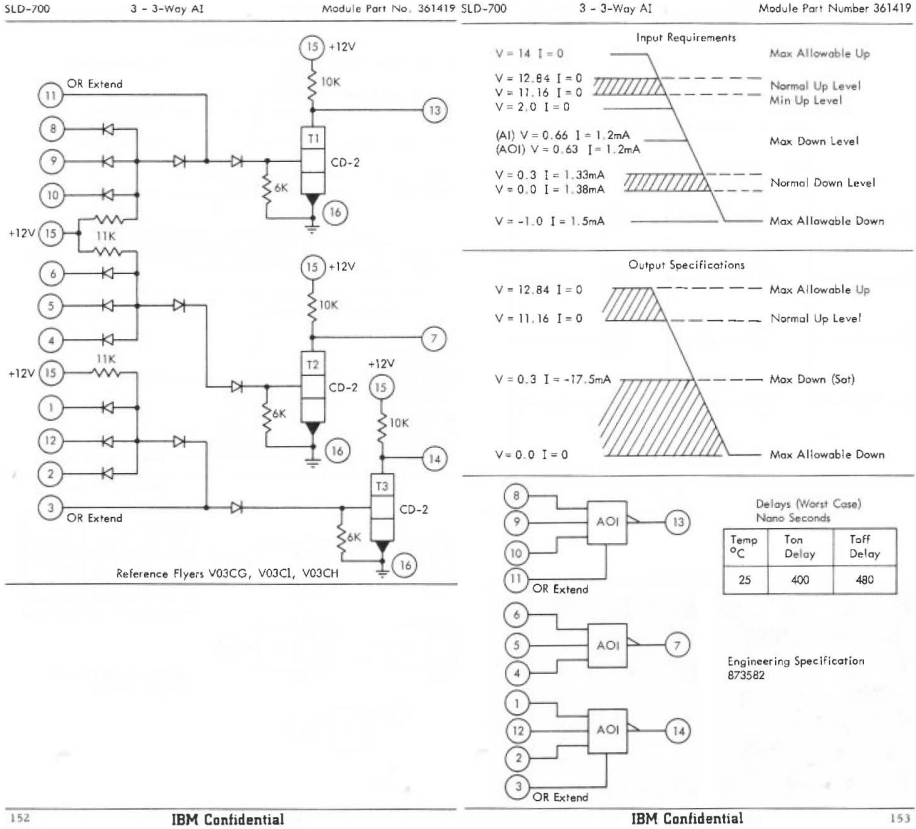 SLD-700 3 - 3-Way AI Module Part No. 361419
15 +12V
OR Extend
10K
11
13
8
T1
9
CD-2
6K
10
16
+12V 15
11K
15 +12V
6
10K
5
7
4
T2
+12V 15
11K
CD-2
+12V
15
1
6K
10K
12
16
14
2
T3
3
OR Extend
CD-2
6K
16
Reference Flyers V03CG, V03CI, V03CH
152 IBM Confidential
SLD-700 3 - 3-Way AI Module Part Number 361419
Input Requirements
V = 14 I = 0 Max Allowable Up
V = 12.84 I = 0 Normal Up Level
V = 11.16 I = 0
V = 2.0 I = 0 Min Up Level
(AI) V = 0.66 I = 1.2mA Max Down Level
(AOI) V = 0.63 I = 1.2mA
V = 0.3 I = 1.33mA Normal Down Level
V = 0.0 I = 1.38mA
V = -1.0 I = 1.5mA Max Allowable Down
Output Specifications
V = 12.84 I = 0 Max Allowable Up
V = 11.16 I = 0 Normal Up Level
V = 0.3 I = -17.5mA Max Down (Sat)
V = 0.0 I = 0 Max Allowable Down
8
9 AOI 13
10
11
OR Extend
6
5 AOI 7
4
1
12 AOI 14
2
3
OR Extend
Delays (Worst Case)
Nano Seconds
Temp Ton Toff
°C Delay Delay
25 400 480
Engineering Specification
873582
IBM Confidential 153